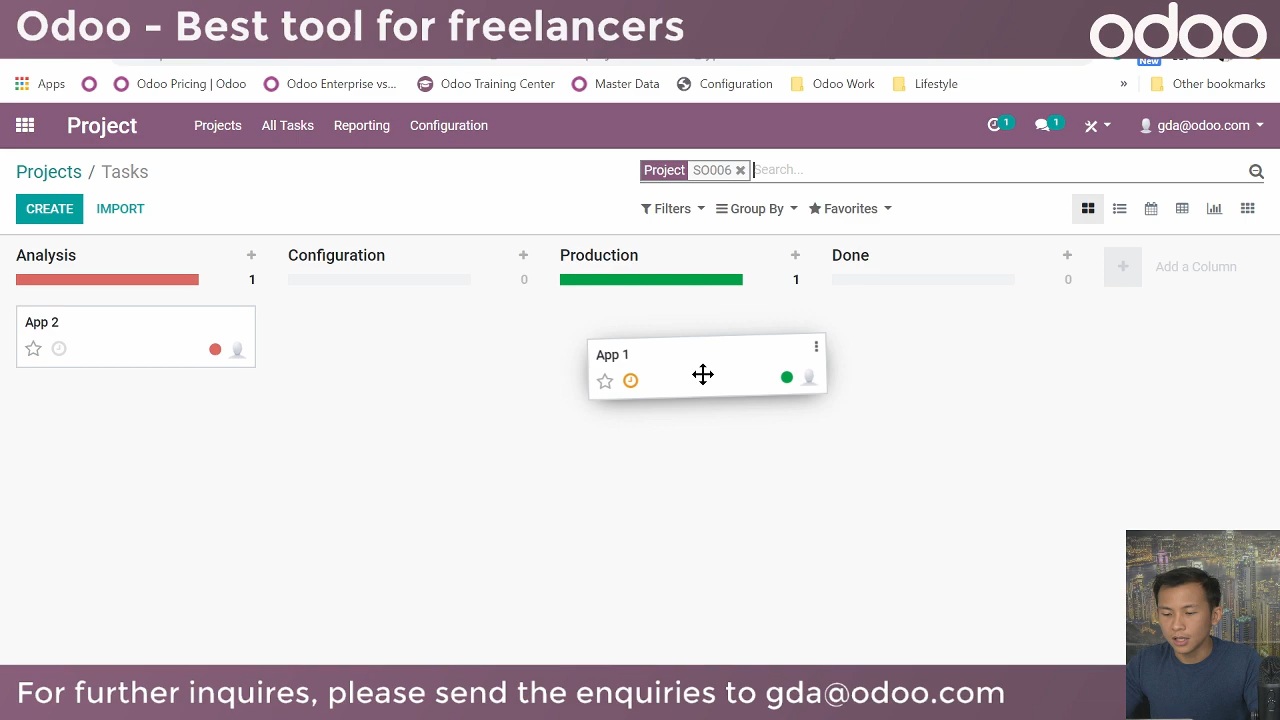 Odoo - Best tool for freelancers
odoo
New
Apps
Odoo Pricing | Odoo
Odoo Enterprise vs...
Odoo Training Center
Master Data
Configuration
Odoo Work
Lifestyle
»
Other bookmarks
Project
Projects
All Tasks
Reporting
Configuration
1
1
gda@odoo.com
Projects / Tasks
Project SO006 Search...
CREATE
IMPORT
Filters
Group By
Favorites
Analysis
1
Configuration
0
Production
1
Done
0
Add a Column
App 2
App 1
For further inquires, please send the enquiries to gda@odoo.com